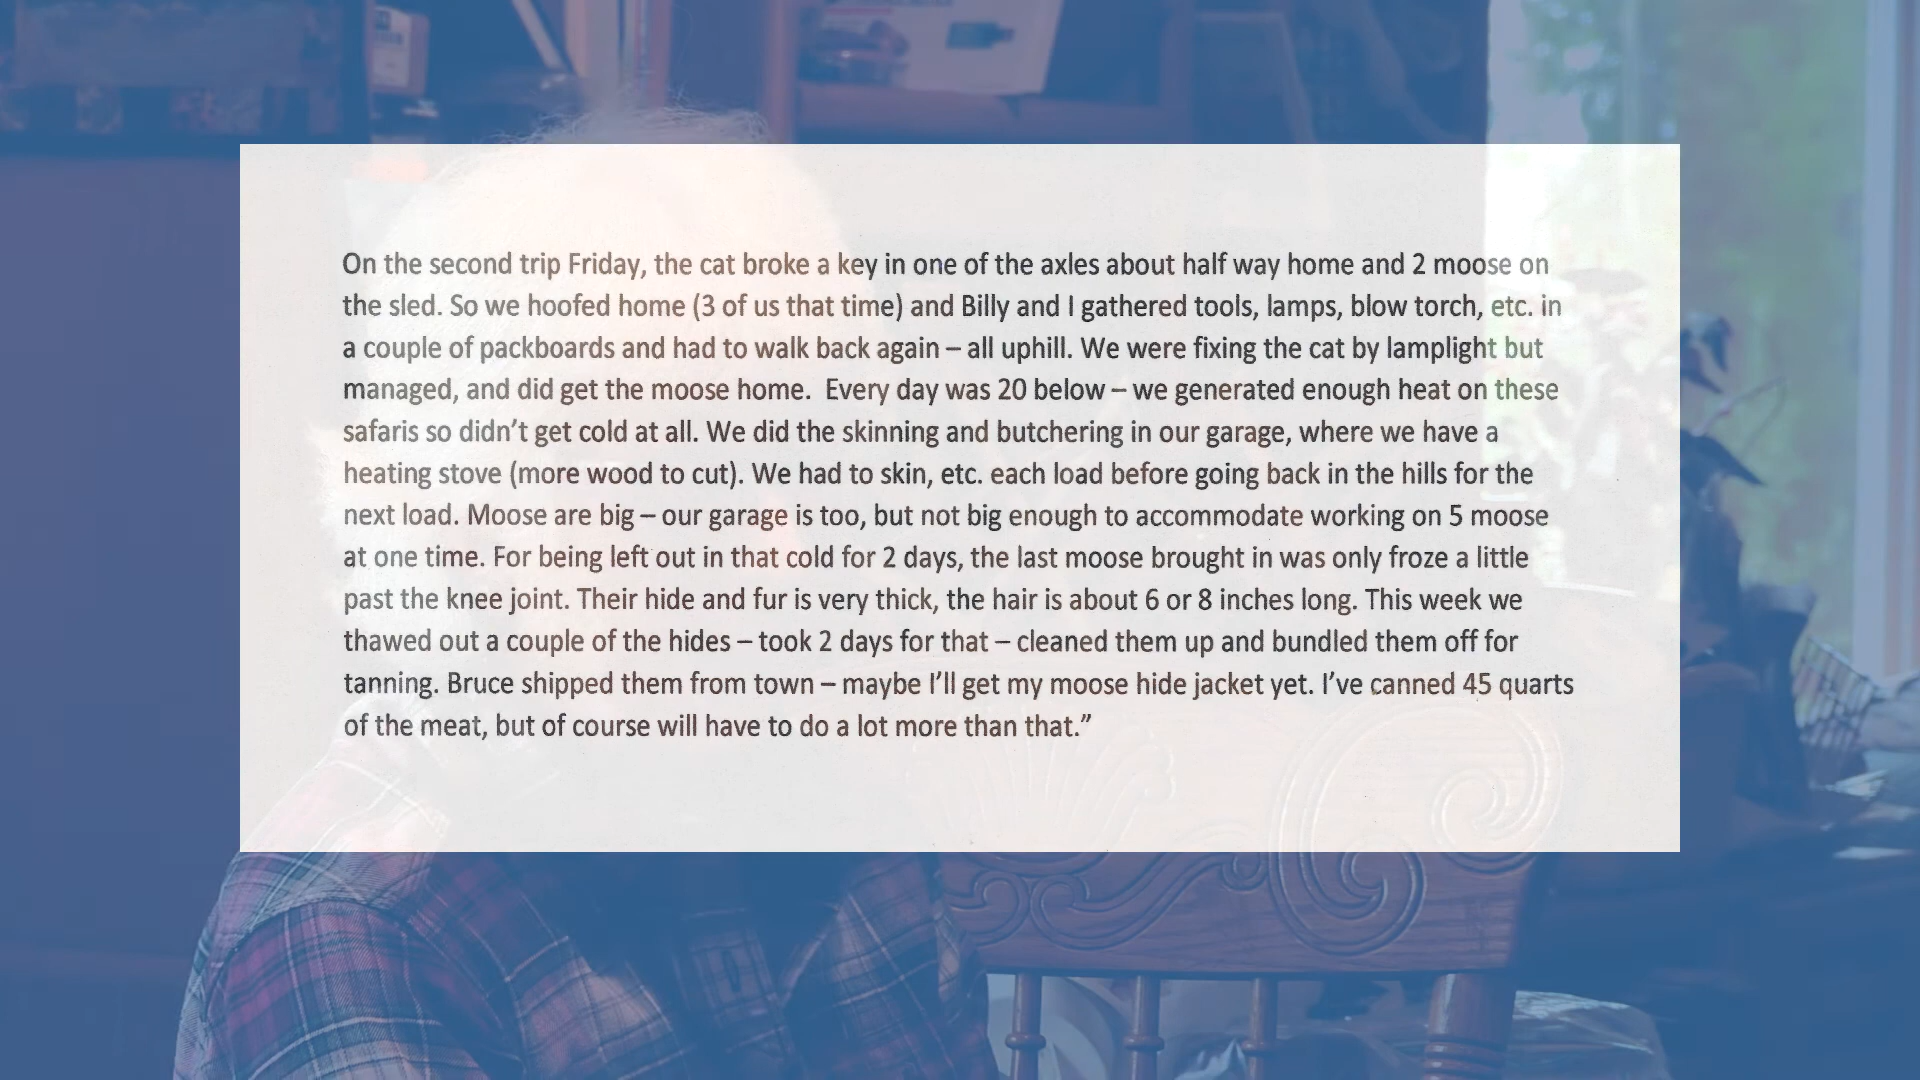 On the second trip Friday, the cat broke a key in one of the axles about half way home and 2 moose on
the sled. So we hoofed home (3 of us that time) and Billy and I gathered tools, lamps, blow torch, etc. in
a couple of packboards and had to walk back again – all uphill. We were fixing the cat by lamplight but
managed, and did get the moose home.  Every day was 20 below – we generated enough heat on these
safaris so didn’t get cold at all. We did the skinning and butchering in our garage, where we have a
heating stove (more wood to cut). We had to skin, etc. each load before going back in the hills for the
next load. Moose are big – our garage is too, but not big enough to accommodate working on 5 moose
at one time. For being left out in that cold for 2 days, the last moose brought in was only froze a little
past the knee joint. Their hide and fur is very thick, the hair is about 6 or 8 inches long. This week we
thawed out a couple of the hides – took 2 days for that – cleaned them up and bundled them off for
tanning. Bruce shipped them from town – maybe I’ll get my moose hide jacket yet. I’ve canned 45 quarts
of the meat, but of course will have to do a lot more than that.”